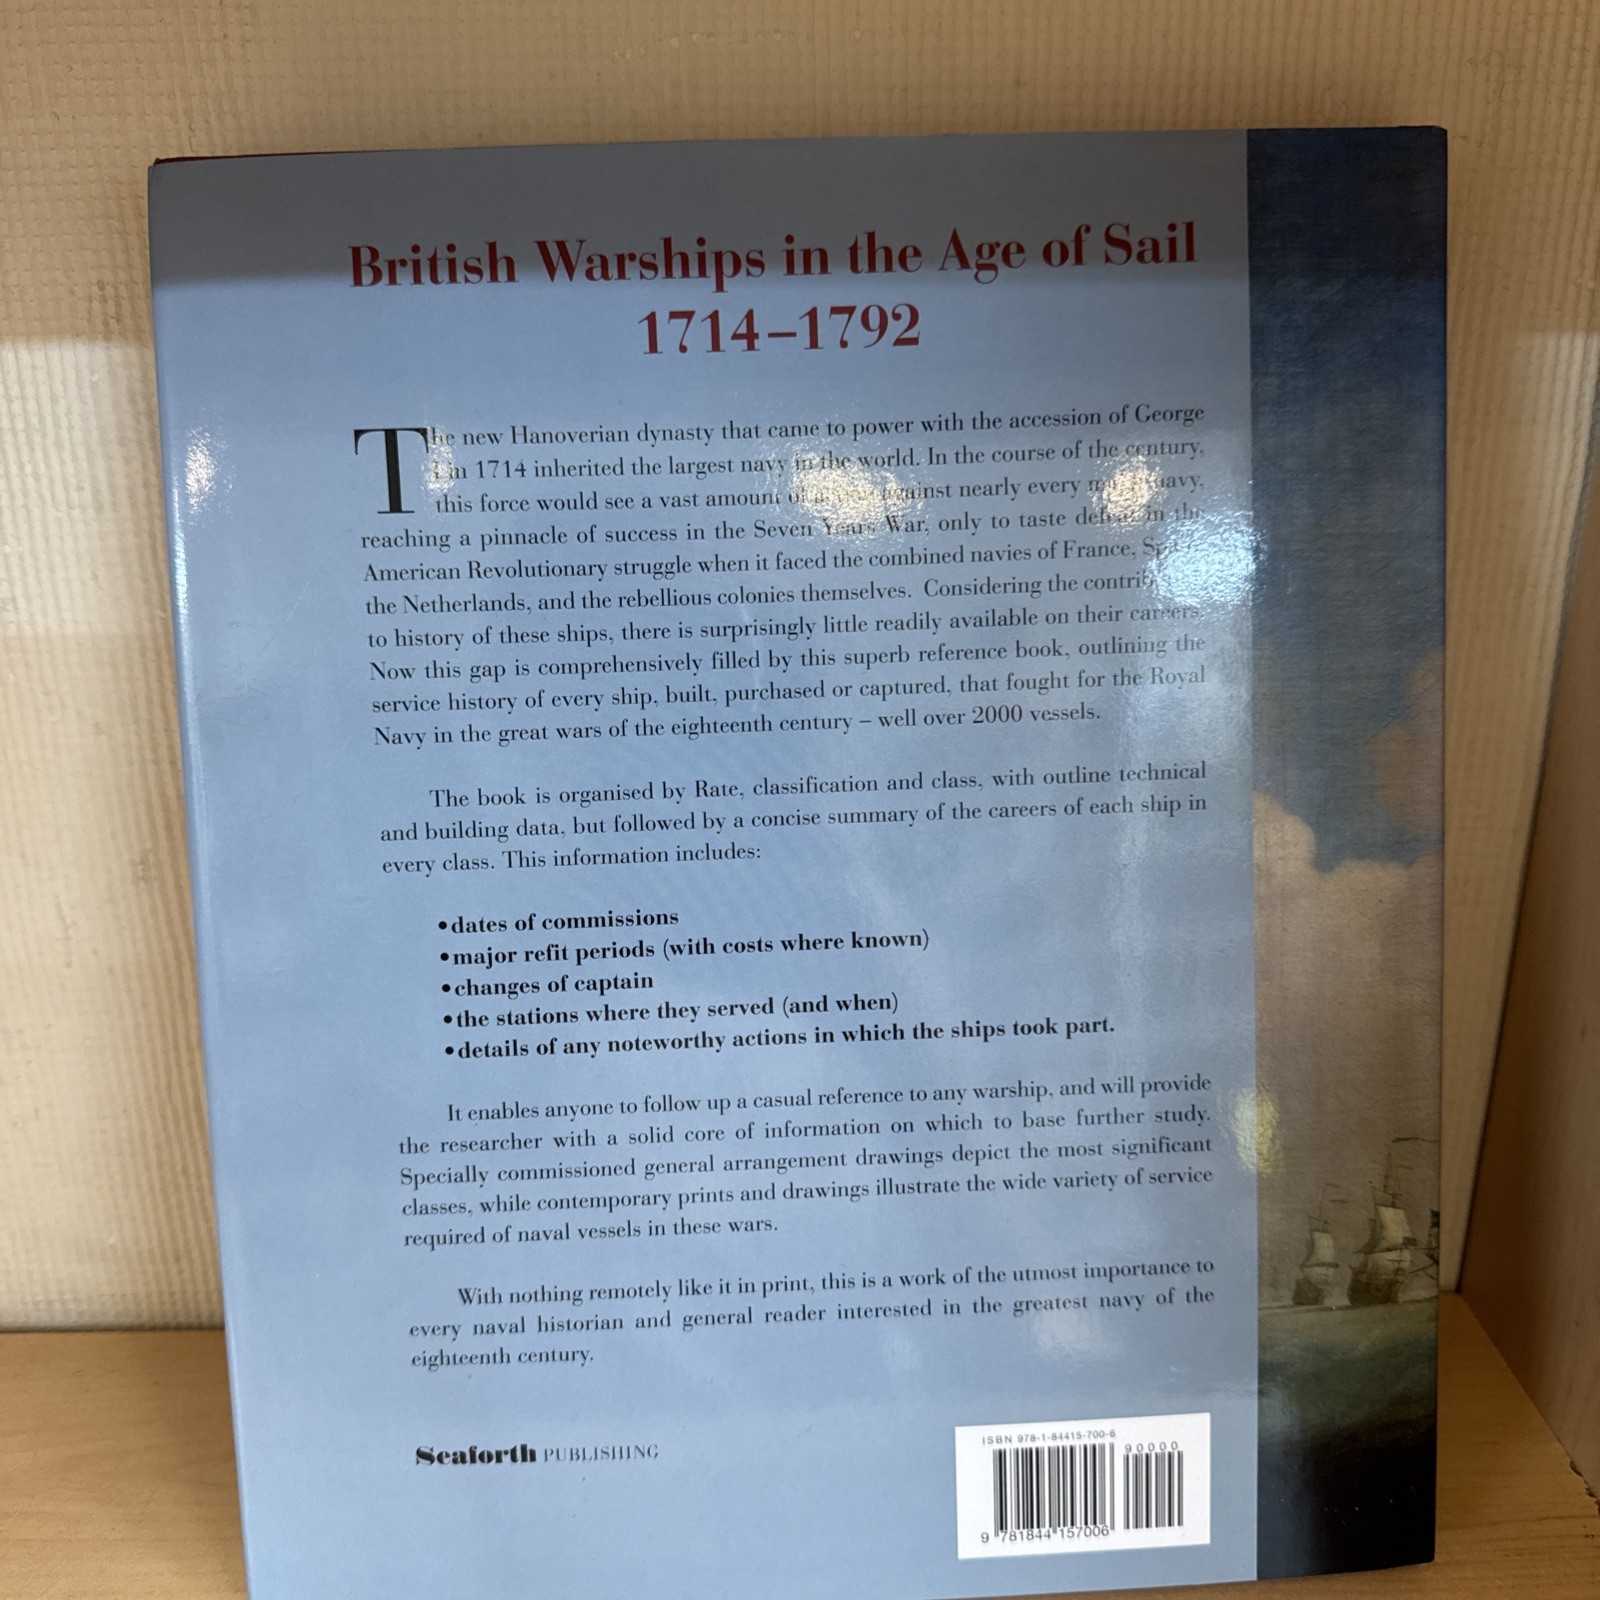 British Warships in the Age of Sail
1714–1792
The new Hanoverian dynasty that came to power with the accession of George
I in 1714 inherited the largest navy in the world. In the course of the century,
this force would see a vast amount against nearly every navy,
reaching a pinnacle of success in the Seven Years War, only to taste defeat in the
American Revolutionary struggle when it faced the combined navies of France,
the Netherlands, and the rebellious colonies themselves. Considering the
to history of these ships, there is surprisingly little readily available on their careers.
Now this gap is comprehensively filled by this superb reference book, outlining the
service history of every ship, built, purchased or captured, that fought for the Royal
Navy in the great wars of the eighteenth century – well over 2000 vessels.
The book is organised by Rate, classification and class, with outline technical
and building data, but followed by a concise summary of the careers of each ship in
every class. This information includes:
•dates of commissions
•major refit periods (with costs where known)
•changes of captain
•the stations where they served (and when)
•details of any noteworthy actions in which the ships took part.
It enables anyone to follow up a casual reference to any warship, and will provide
the researcher with a solid core of information on which to base further study.
Specially commissioned general arrangement drawings depict the most significant
classes, while contemporary prints and drawings illustrate the wide variety of service
required of naval vessels in these wars.
With nothing remotely like it in print, this is a work of the utmost importance to
every naval historian and general reader interested in the greatest navy of the
eighteenth century.
Seaforth PUBLISHING
ISBN 978-1-84415-700-6
90000
9 781844 157006